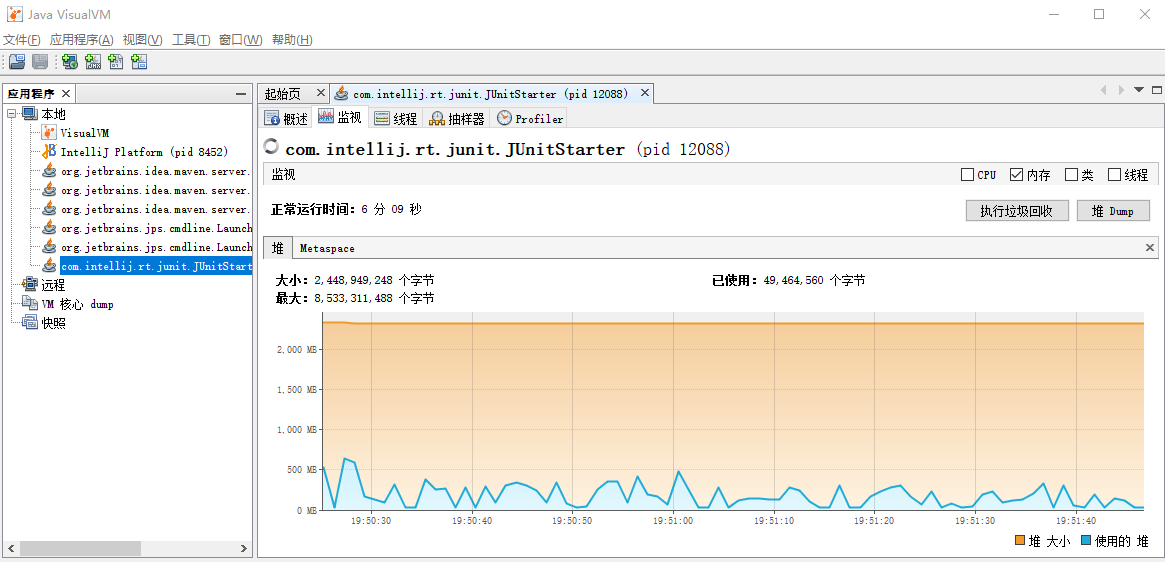 Java VisualVM
文件(F) 应用程序(A) 视图(V) 工具(T) 窗口(W) 帮助(H)
应用程序
本地
VisualVM
IntelliJ Platform (pid 8452)
org.jetbrains.idea.maven.server.
org.jetbrains.idea.maven.server.
org.jetbrains.idea.maven.server.
org.jetbrains.jps.cmdline.Launch
org.jetbrains.jps.cmdline.Launch
com.intellij.rt.junit.JUnitStart
远程
VM 核心 dump
快照
起始页 com.intellij.rt.junit.JUnitStarter (pid 12088)
概述 监视 线程 抽样器 Profiler
com.intellij.rt.junit.JUnitStarter (pid 12088)
监视 CPU 内存 类 线程
正常运行时间: 6 分 09 秒 执行垃圾回收 堆 Dump
堆 Metaspace
大小: 2,448,949,248 个字节 已使用: 49,464,560 个字节
最大: 8,533,311,488 个字节
2,000 MB
1,500 MB
1,000 MB
500 MB
0 MB
19:50:30 19:50:40 19:50:50 19:51:00 19:51:10 19:51:20 19:51:30 19:51:40
堆 大小 使用的 堆